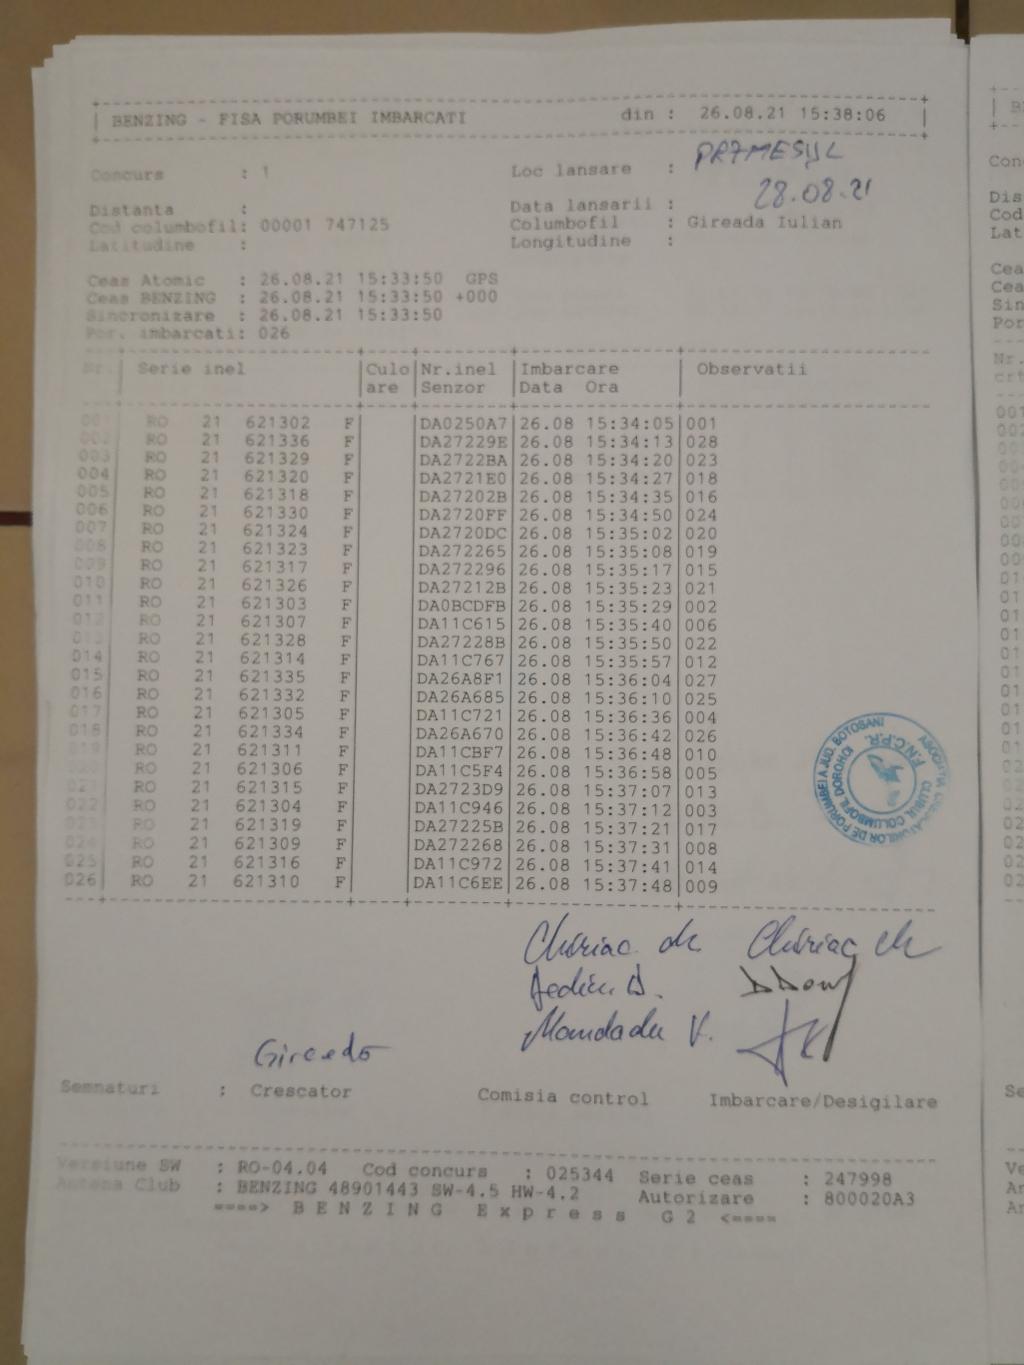 BENZING - FISA PORUMBEI IMBARCATI din : 26.08.21 15:38:06
Concurs : 1 Loc lansare : PRZMESYL
Distanta : Data lansarii : 28.08.21
Cod columbofil: 00001 747125 Columbofil : Gireada Iulian
Latitudine : Longitudine :
Ceas Atomic : 26.08.21 15:33:50 GPS
Ceas BENZING : 26.08.21 15:33:50 +000
Sincronizare : 26.08.21 15:33:50
Por. imbarcati: 026
Nr. Serie inel Culo Nr.inel Imbarcare Observatii
are Senzor Data Ora
001 RO 21 621302 F DA0250A7 26.08 15:34:05 001
002 RO 21 621336 F DA27229E 26.08 15:34:13 028
003 RO 21 621329 F DA2722BA 26.08 15:34:20 023
004 RO 21 621320 F DA2721E0 26.08 15:34:27 018
005 RO 21 621318 F DA27202B 26.08 15:34:35 016
006 RO 21 621330 F DA2720FF 26.08 15:34:50 024
007 RO 21 621324 F DA2720DC 26.08 15:35:02 020
008 RO 21 621323 F DA272265 26.08 15:35:08 019
009 RO 21 621317 F DA272296 26.08 15:35:17 015
010 RO 21 621326 F DA27212B 26.08 15:35:23 021
011 RO 21 621303 F DA0BCDFB 26.08 15:35:29 002
012 RO 21 621307 F DA11C615 26.08 15:35:40 006
013 RO 21 621328 F DA27228B 26.08 15:35:50 022
014 RO 21 621314 F DA11C767 26.08 15:35:57 012
015 RO 21 621335 F DA26A8F1 26.08 15:36:04 027
016 RO 21 621332 F DA26A685 26.08 15:36:10 025
017 RO 21 621305 F DA11C721 26.08 15:36:36 004
018 RO 21 621334 F DA26A670 26.08 15:36:42 026
019 RO 21 621311 F DA11CBF7 26.08 15:36:48 010
020 RO 21 621306 F DA11C5F4 26.08 15:36:58 005
021 RO 21 621315 F DA2723D9 26.08 15:37:07 013
022 RO 21 621304 F DA11C946 26.08 15:37:12 003
023 RO 21 621319 F DA27225B 26.08 15:37:21 017
024 RO 21 621309 F DA272268 26.08 15:37:31 008
025 RO 21 621316 F DA11C972 26.08 15:37:41 014
026 RO 21 621310 F DA11C6EE 26.08 15:37:48 009
ASOCIATIA CRESCATORILOR DE PORUMBEI A JUD. BOTOSANI
CLUBUL COLUMBOFIL DOROHOI
F.N.C.P.R.
Chiriac Chiriac
V.
Gireada
Semnaturi : Crescator Comisia control Imbarcare/Desigilare
Versiune SW : RO-04.04 Cod concurs : 025344 Serie ceas : 247998
Antena Club : BENZING 48901443 SW-4.5 HW-4.2 Autorizare : 800020A3
====> B E N Z I N G E x p r e s s G 2 <====